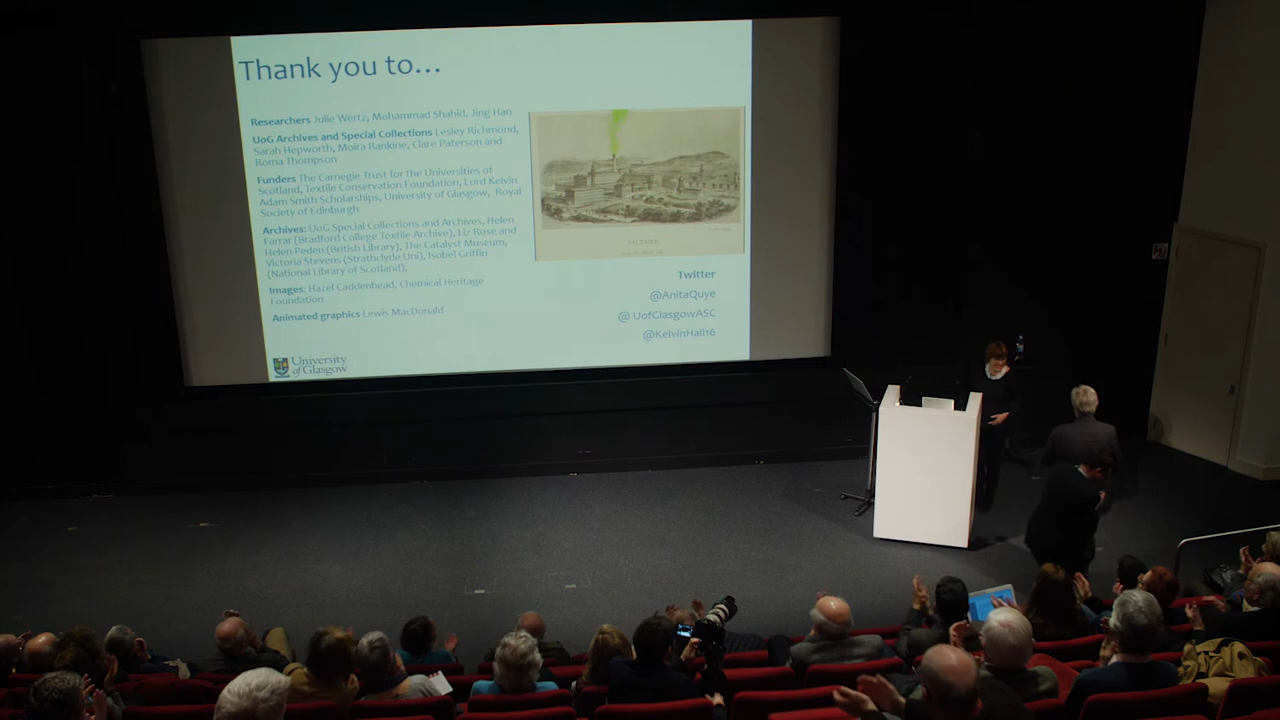 Thank you to...
Researchers Julie Wertz, Mohammad Shahid, Jing Han
UoG Archives and Special Collections Lesley Richmond,
Sarah Hepworth, Moira Rankine, Clare Paterson and
Roma Thompson
Funders The Carnegie Trust for the Universities of
Scotland, Textile Conservation Foundation, Lord Kelvin
Adam Smith Scholarships, University of Glasgow, Royal
Society of Edinburgh
Archives: UoG Special Collections and Archives, Helen
Farrar (Bradford College Textile Archive), Liz Rose and
Helen Peden (British Library), The Catalyst Museum,
Victoria Stevens (Strathclyde Uni), Isobel Griffin
(National Library of Scotland),
Images: Hazel Caddenhead, Chemical Heritage
Foundation
Animated graphics Lewis MacDonald
Twitter
@AnitaQuye
@ UofGlasgowASC
@KelvinHall16
University
of Glasgow